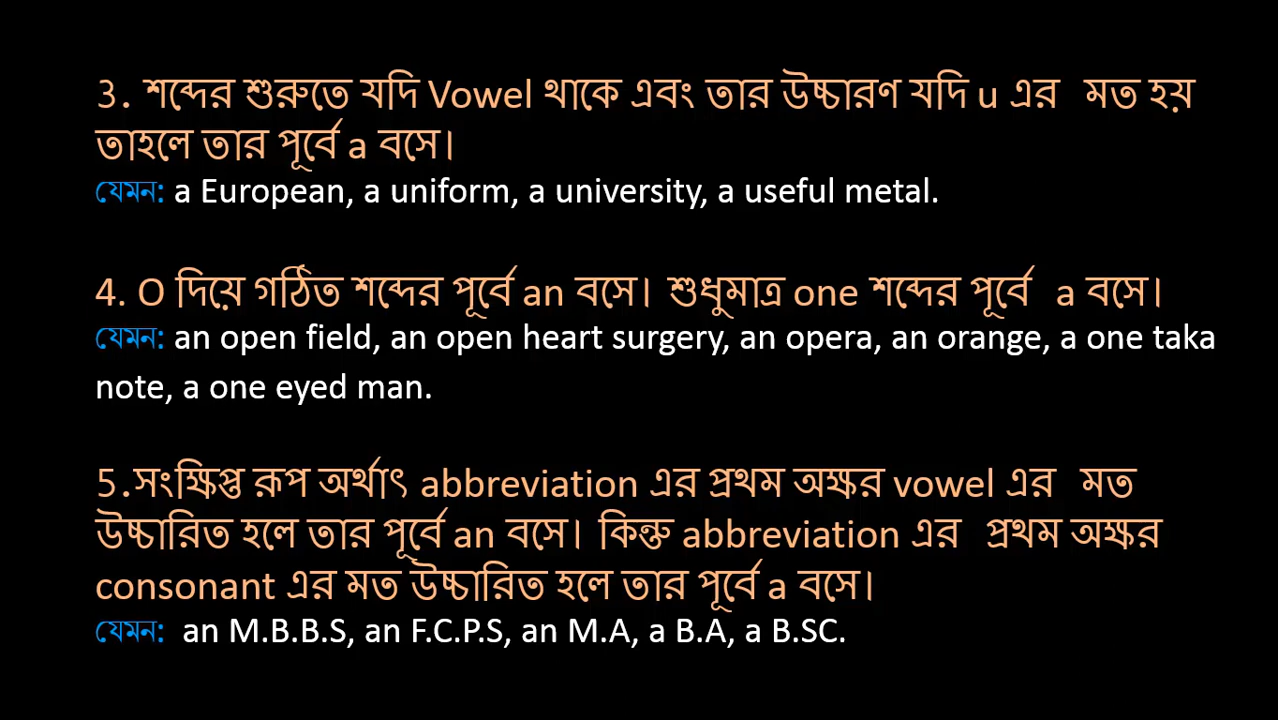 3. শব্দের শুরুতে যদি Vowel থাকে এবং তার উচ্চারণ যদি u এর মত হয়
তাহলে তার পূর্বে a বসে।
যেমন: a European, a uniform, a university, a useful metal.
4. O দিয়ে গঠিত শব্দের পূর্বে an বসে। শুধুমাত্র one শব্দের পূর্বে a বসে।
যেমন: an open field, an open heart surgery, an opera, an orange, a one taka
note, a one eyed man.
5.সংক্ষিপ্ত রূপ অর্থাৎ abbreviation এর প্রথম অক্ষর vowel এর মত
উচ্চারিত হলে তার পূর্বে an বসে। কিন্তু abbreviation এর প্রথম অক্ষর
consonant এর মত উচ্চারিত হলে তার পূর্বে a বসে।
যেমন: an M.B.B.S, an F.C.P.S, an M.A, a B.A, a B.SC.